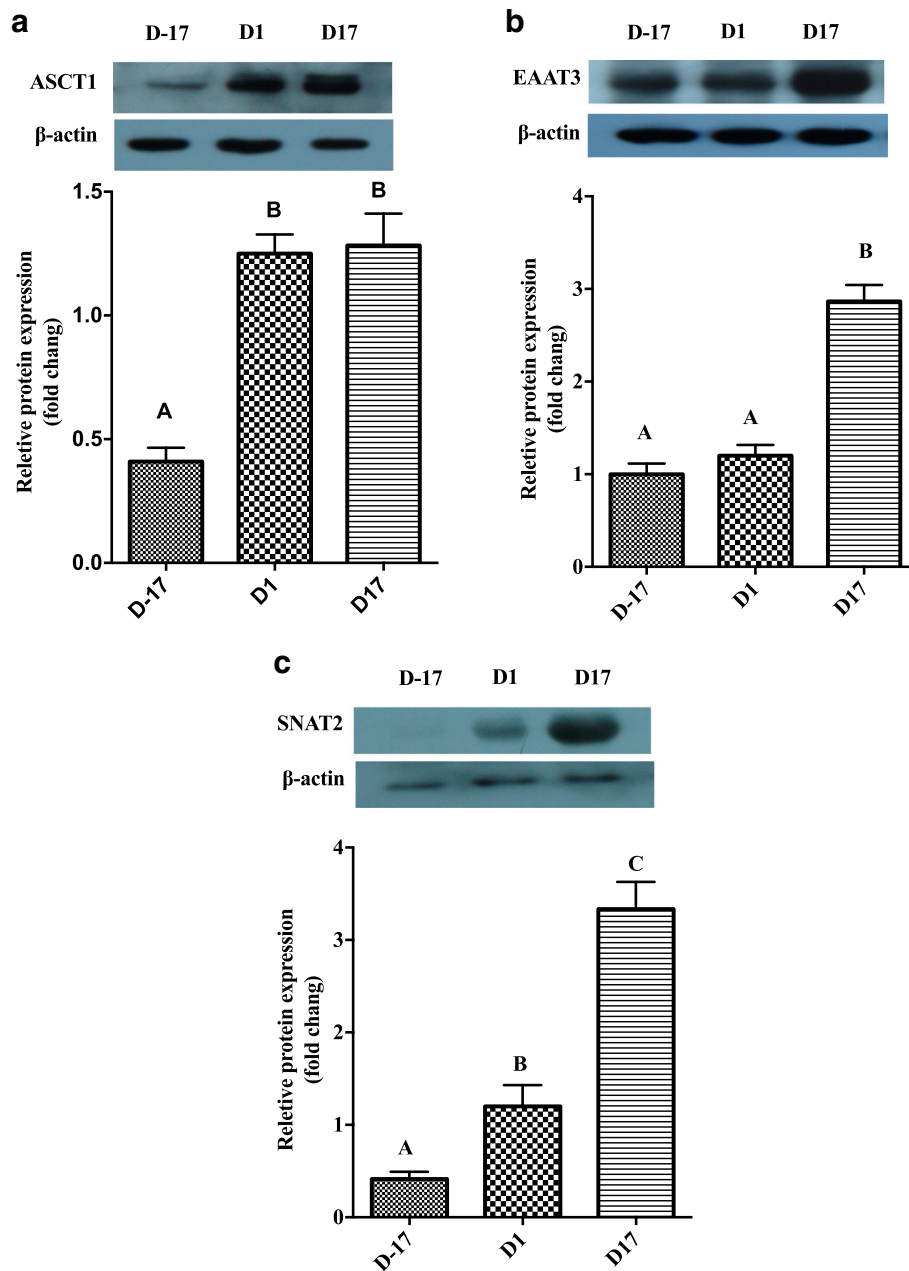 a
D-17 D1 D17
ASCT1
β-actin
Reletive protein expression
(fold chang)
1.5
1.0
0.5
0.0
A
B
B
D-17
D1
D17
b
D-17 D1 D17
EAAT3
β-actin
Reletive protein expression
(fold chang)
4
3
2
1
0
A
A
B
D-17
D1
D17
c
D-17 D1 D17
SNAT2
β-actin
Reletive protein expression
(fold chang)
4
3
2
1
0
A
B
C
D-17
D1
D17